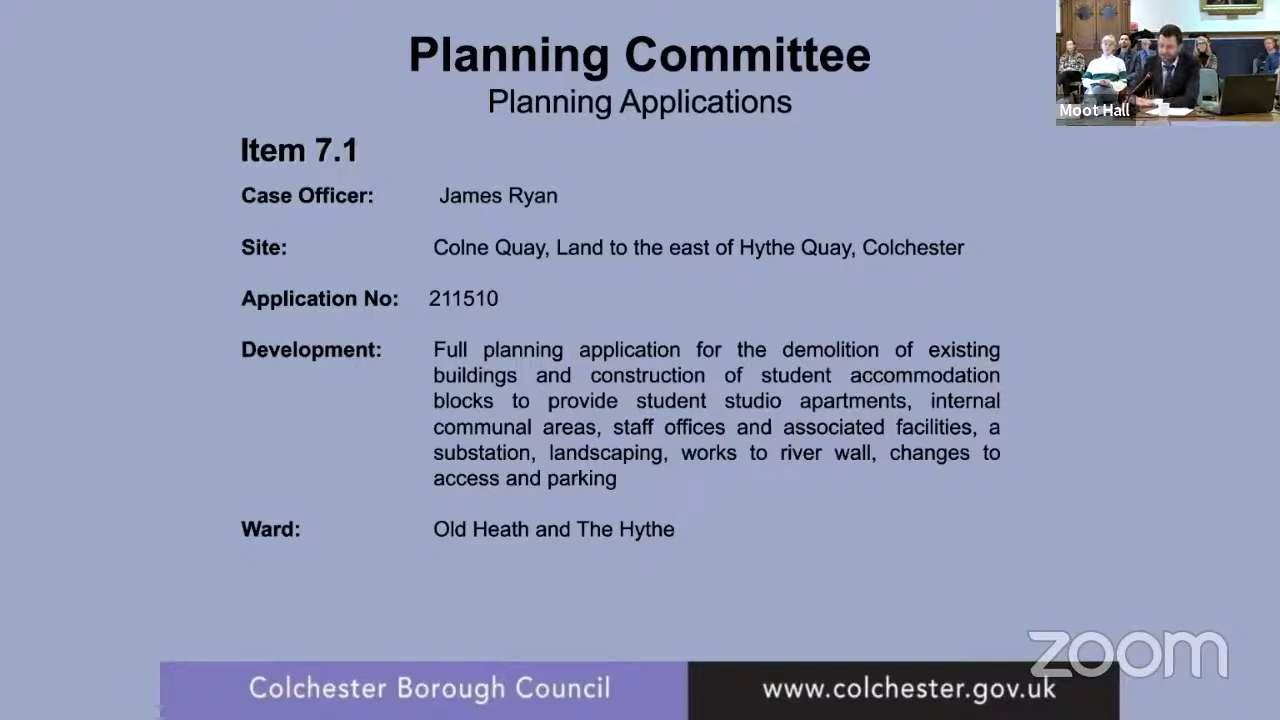 Planning Committee
Planning Applications
Item 7.1
Case Officer: James Ryan
Site: Colne Quay, Land to the east of Hythe Quay, Colchester
Application No: 211510
Development: Full planning application for the demolition of existing
buildings and construction of student accommodation
blocks to provide student studio apartments, internal
communal areas, staff offices and associated facilities, a
substation, landscaping, works to river wall, changes to
access and parking
Ward: Old Heath and The Hythe
Moot Hall
zoom
Colchester Borough Council
www.colchester.gov.uk